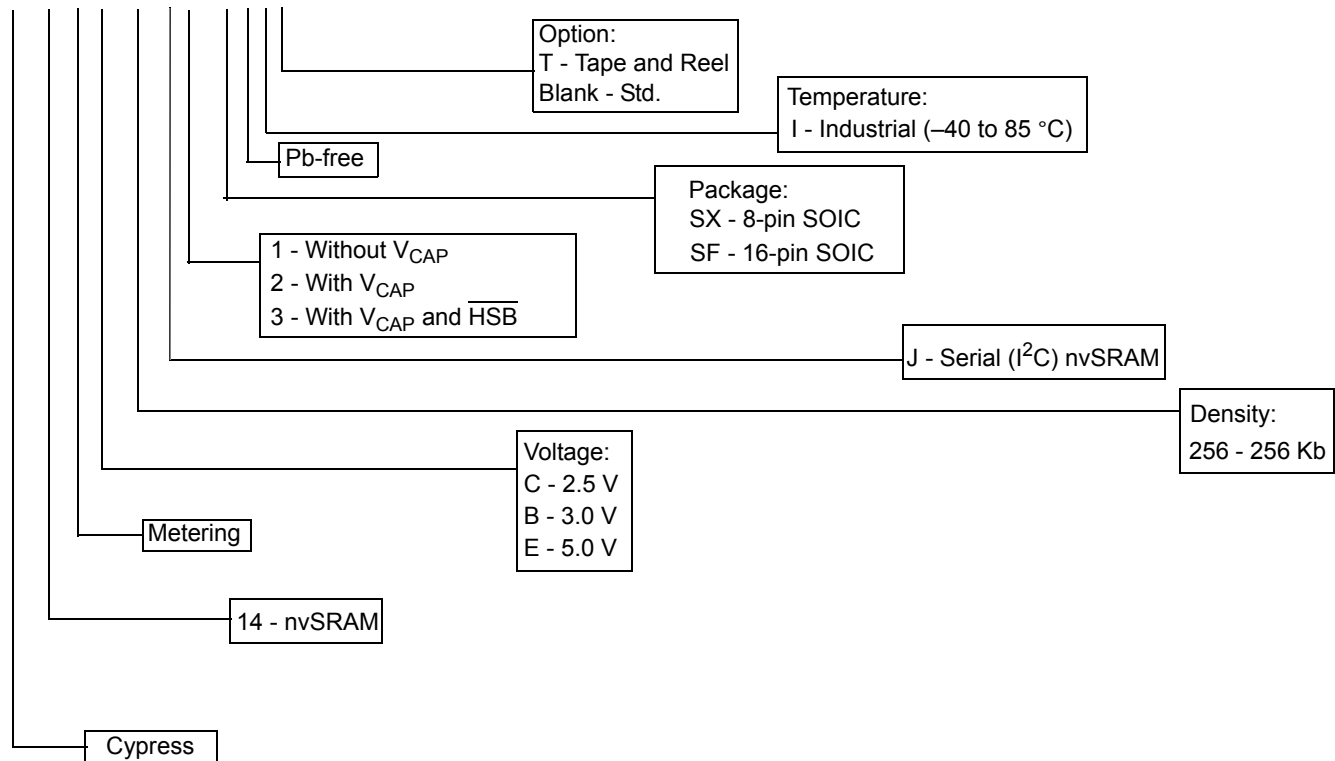 Option:
T - Tape and Reel
Blank - Std.
Temperature:
I - Industrial (–40 to 85 °C)
Pb-free
Package:
SX - 8-pin SOIC
SF - 16-pin SOIC
1 - Without VCAP
2 - With VCAP
3 - With VCAP and HSB
J - Serial (I2C) nvSRAM
Density:
256 - 256 Kb
Voltage:
C - 2.5 V
B - 3.0 V
E - 5.0 V
Metering
14 - nvSRAM
Cypress